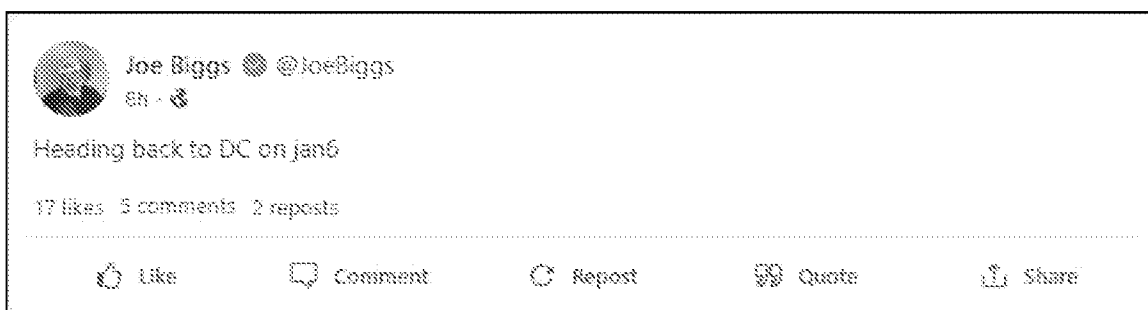 Joe Biggs @JoeBiggs
6h ·
Heading back to DC on jan6
17 likes 5 comments 2 reposts
Like Comment Repost Quote Share